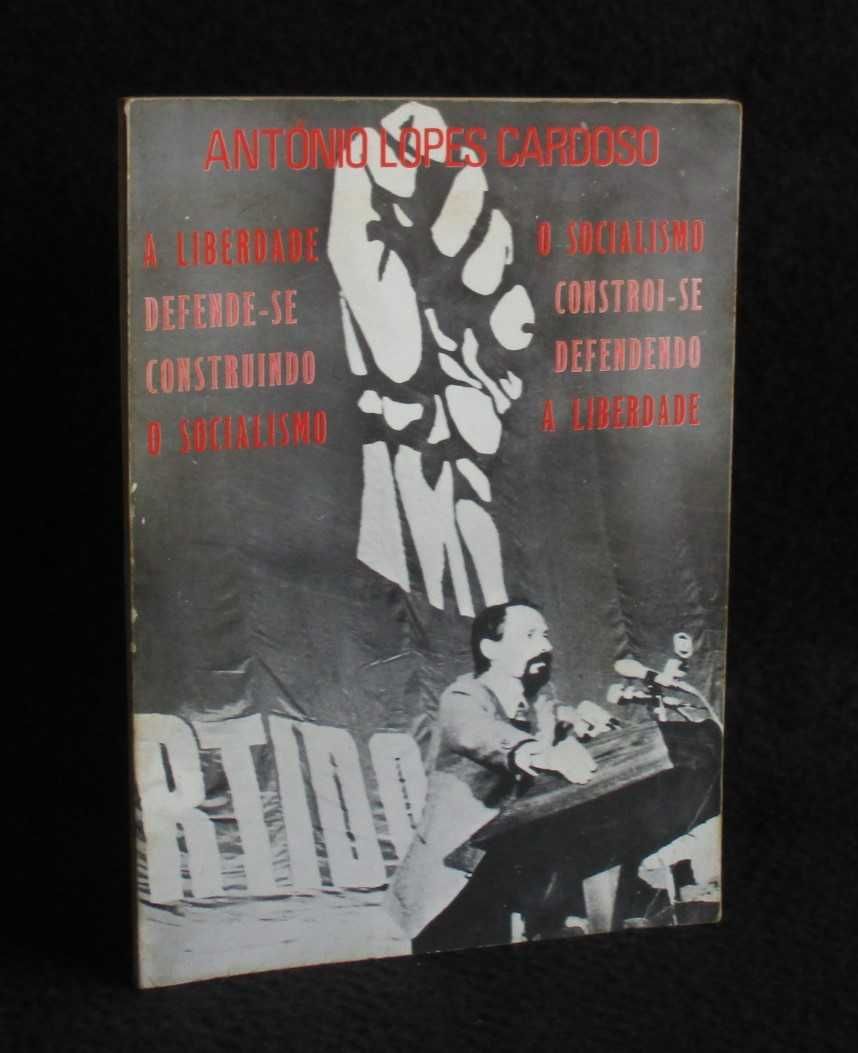 ANTÓNIO LOPES CARDOSO
A LIBERDADE
DEFENDE-SE
CONSTRUINDO
O SOCIALISMO
O SOCIALISMO
CONSTROI-SE
DEFENDENDO
A LIBERDADE
RTIDO